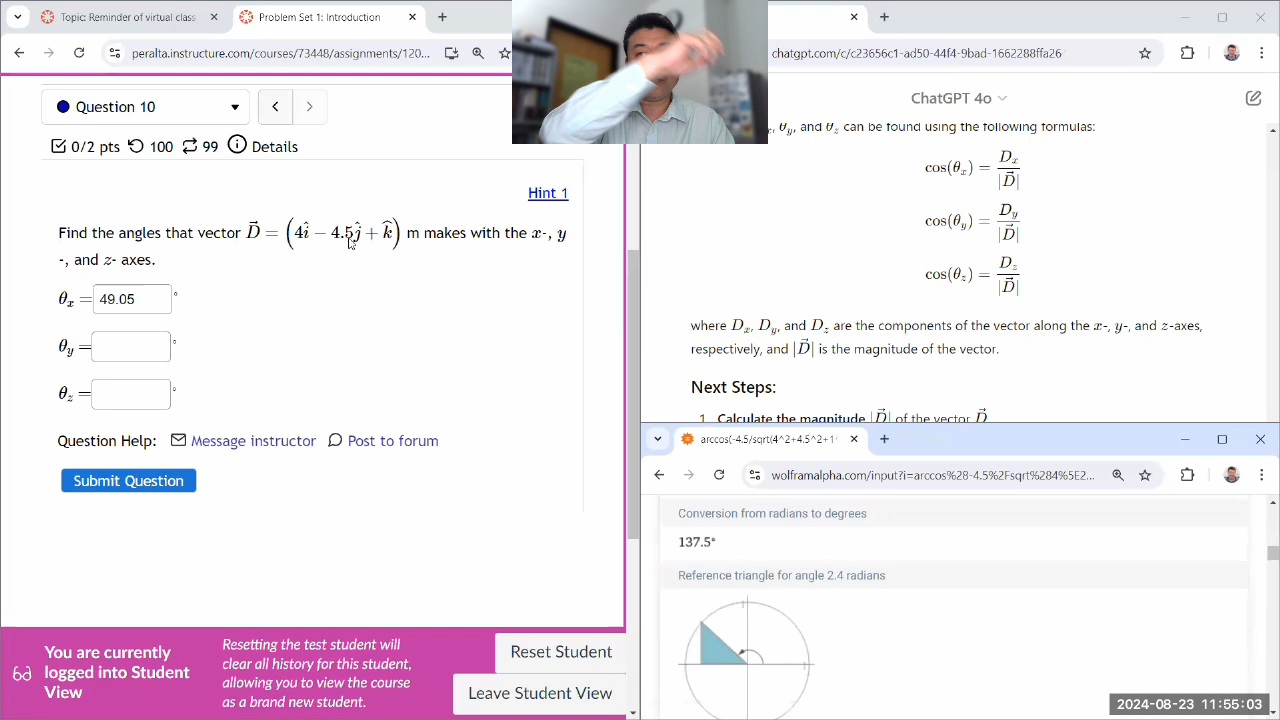 Topic: Reminder of virtual class
Problem Set 1: Introduction
peralta.instructure.com/courses/73448/assignments/120...
Question 10
0/2 pts 100 99 Details
Hint 1
Find the angles that vector D⃗ = (4î − 4.5ĵ + k̂) m makes with the x-, y
-, and z- axes.
θx = 49.05 °
θy = °
θz = °
Question Help: Message instructor Post to forum
Submit Question
You are currently logged into Student View
Resetting the test student will clear all history for this student, allowing you to view the course as a brand new student.
Reset Student
Leave Student View
chatgpt.com/c/c23656c1-ad50-44f4-9bad-1662288ffa26
ChatGPT 4o
θy, and θz can be found using the following formulas:
cos(θx) = Dx / |D⃗|
cos(θy) = Dy / |D⃗|
cos(θz) = Dz / |D⃗|
where Dx, Dy, and Dz are the components of the vector along the x-, y-, and z-axes,
respectively, and |D⃗| is the magnitude of the vector.
Next Steps:
1. Calculate the magnitude |D⃗| of the vector D⃗
arccos(-4.5/sqrt(4^2+4.5^2+1
wolframalpha.com/input?i=arccos%28-4.5%2Fsqrt%284%5E2...
Conversion from radians to degrees
137.5°
Reference triangle for angle 2.4 radians
2024-08-23 11:55:03